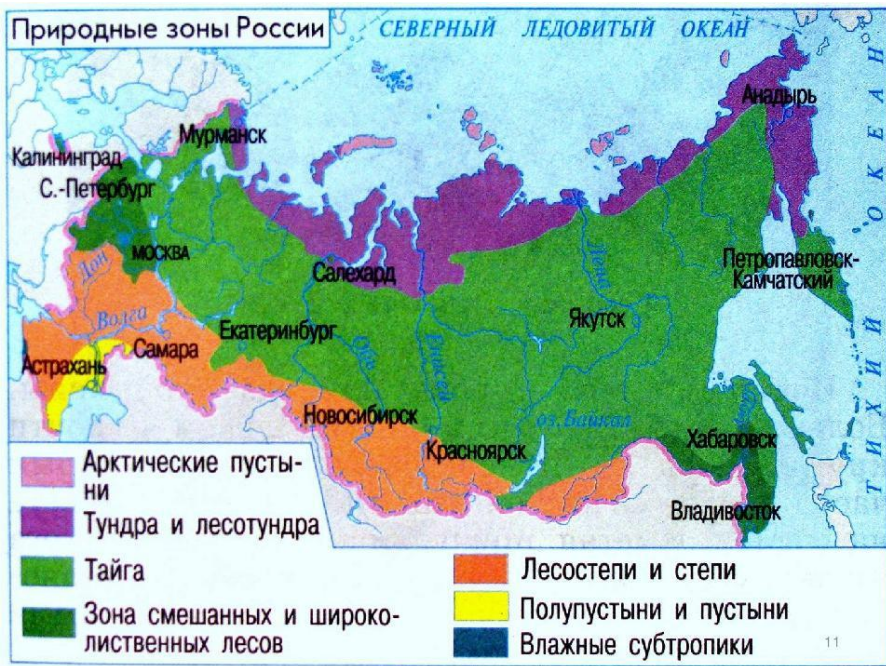 Природные зоны России
СЕВЕРНЫЙ ЛЕДОВИТЫЙ ОКЕАН
ТИХИЙ ОКЕАН
Анадырь
Мурманск
Калининград
С.-Петербург
МОСКВА
Дон
Салехард
Лена
Петропавловск-
Камчатский
Волга
Екатеринбург
Обь
Енисей
Якутск
Астрахань
Самара
Новосибирск
Красноярск
оз. Байкал
Амур
Хабаровск
Владивосток
Арктические пусты-
ни
Тундра и лесотундра
Тайга
Зона смешанных и широко-
лиственных лесов
Лесостепи и степи
Полупустыни и пустыни
Влажные субтропики
11